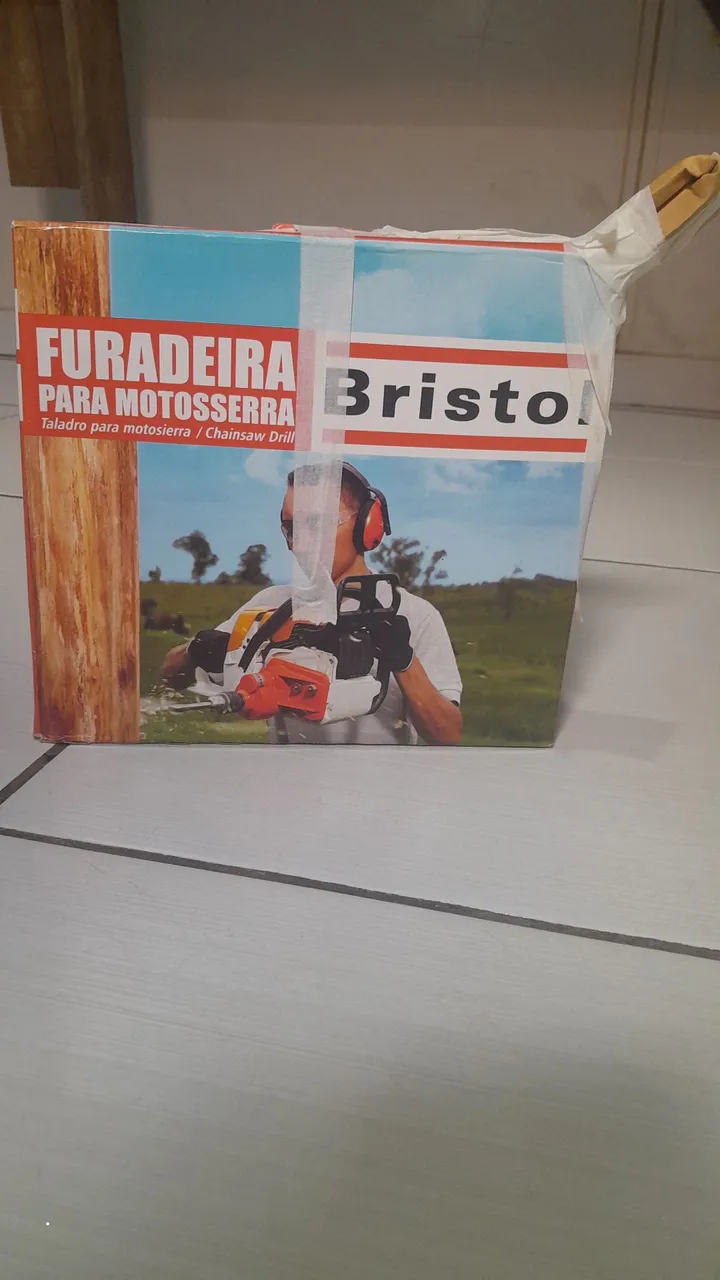 FURADEIRA
PARA MOTOSSERRA
Taladro para motosierra / Chainsaw Drill
Bristol